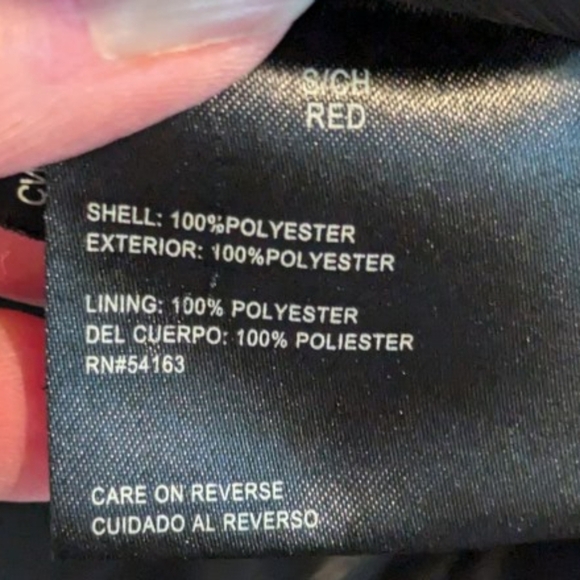 S/CH
RED
SHELL: 100%POLYESTER
EXTERIOR: 100%POLYESTER
LINING: 100% POLYESTER
DEL CUERPO: 100% POLIESTER
RN#54163
CARE ON REVERSE
CUIDADO AL REVERSO